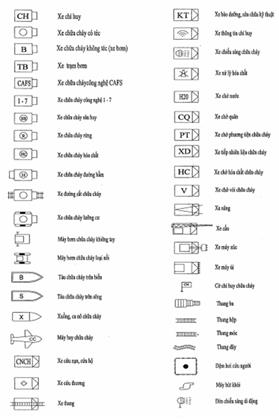 CH Xe chỉ huy
Xe chữa cháy có téc
B Xe chữa cháy không téc (xe bơm)
TB Xe trạm bơm
CAFS Xe chữa cháy công nghệ CAFS
Xe chữa cháy công nghệ 1 - 7
Xe chữa cháy sân bay
Xe chữa cháy rừng
Xe chữa cháy hóa chất
Xe chữa cháy đường hầm
Xe đường sắt chữa cháy
Xe chữa cháy lưỡng cư
Máy bơm chữa cháy khiêng tay
Máy bơm chữa cháy loại nổi
B Tàu chữa cháy trên biển
S Tàu chữa cháy trên sông
X Xuồng, ca nô chữa cháy
Máy bay chữa cháy
CNCH Xe cứu nạn, cứu hộ
Xe cứu thương
Xe thang
KT Xe bảo dưỡng, sửa chữa kỹ thuật
Xe thông tin chỉ huy
Xe chiếu sáng chữa cháy
Xe xử lý hóa chất
H20 Xe chở nước
CQ Xe chở quân
PT Xe chở phương tiện chữa cháy
XD Xe tiếp nhiên liệu chữa cháy
HC Xe chở hóa chất chữa cháy
V Xe chở vòi chữa cháy
Xe nâng
Xe cẩu
Xe máy xúc
Xe máy ủi
Cờ chỉ huy chữa cháy
Thang ba
Thang hộp
Thang móc
Thang dây
Đệm hơi cứu người
Máy hút khói
Đèn chiếu sáng di động